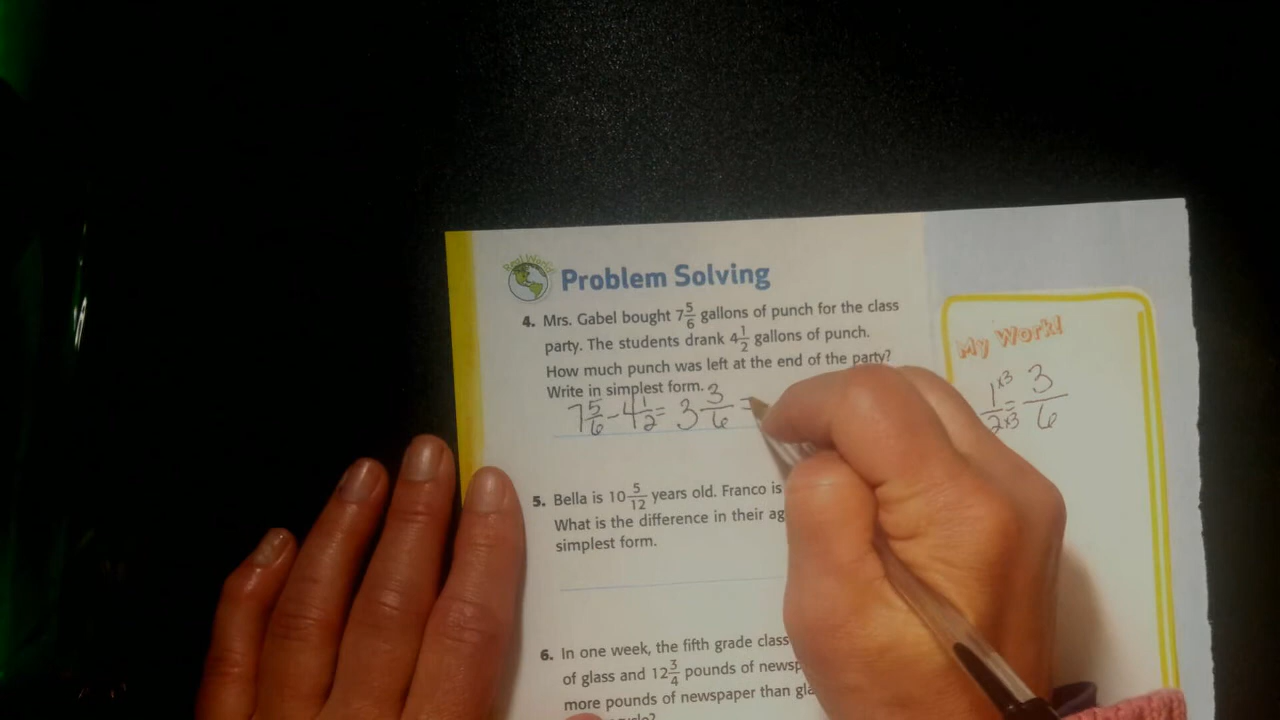 Real World!
Problem Solving
4. Mrs. Gabel bought 7 5/6 gallons of punch for the class
party. The students drank 4 1/2 gallons of punch.
How much punch was left at the end of the party?
Write in simplest form.
7 5/6 - 4 1/2 = 3 3/6 =
5. Bella is 10 5/12 years old. Franco is
What is the difference in their ag
simplest form.
6. In one week, the fifth grade class
of glass and 12 3/4 pounds of newsp
more pounds of newspaper than gla
My Work!
1 x3 / 2 x3 = 3/6